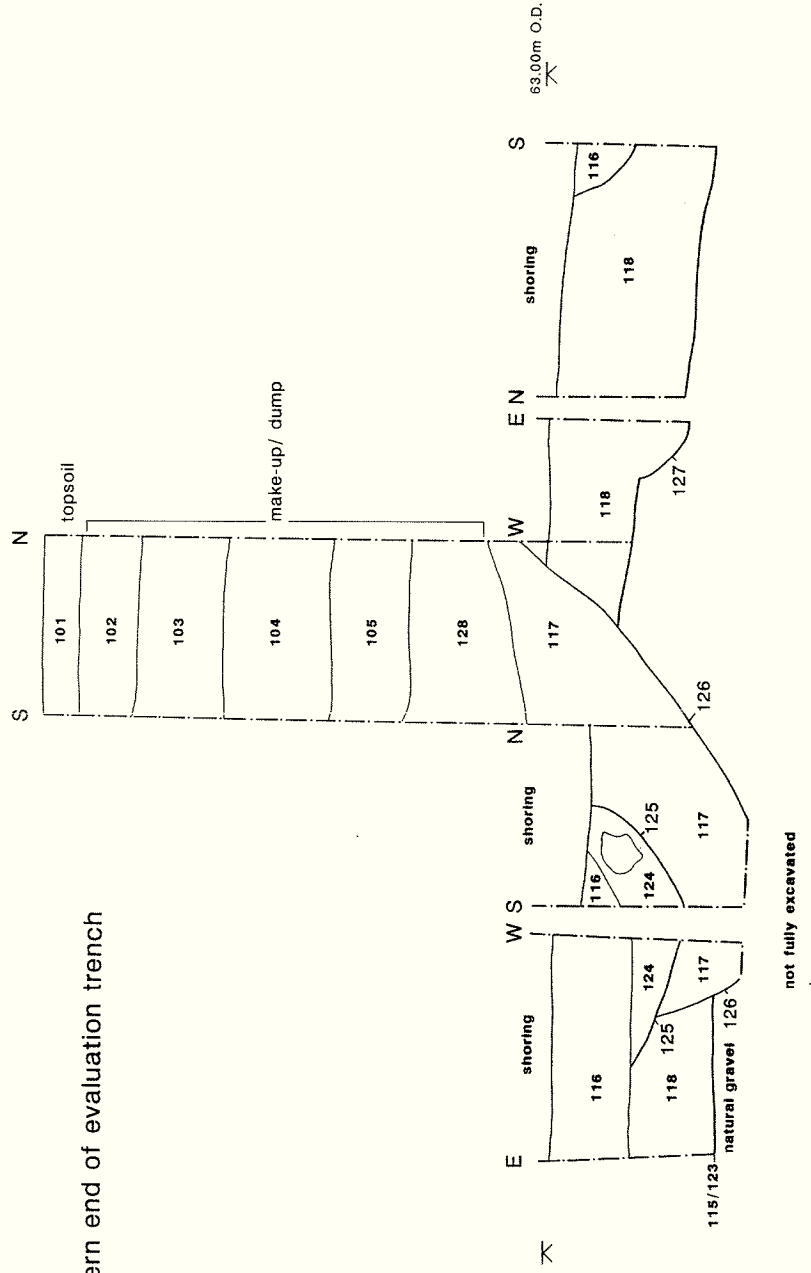 S N
101 topsoil
ern end of evaluation trench
102
103
104 make-up/ dump
105
128
E W S N W E N S
shoring shoring shoring 63.00m O.D.
117
116 116 118 116
124 124 118
118 125 125
127
117 117 126
115/123 natural gravel 126
not fully excavated